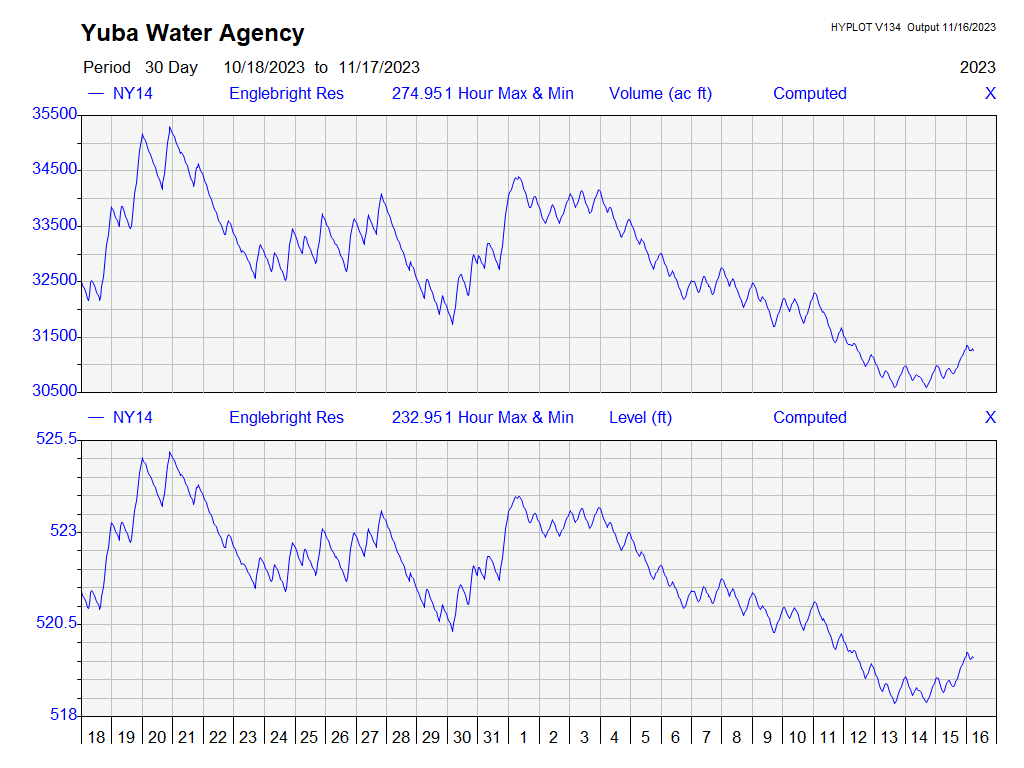 Yuba Water Agency
HYPLOT V134 Output 11/16/2023
Period 30 Day 10/18/2023 to 11/17/2023
2023
NY14 Englebright Res 274.951 Hour Max & Min Volume (ac ft) Computed X
35500
34500
33500
32500
31500
30500
NY14 Englebright Res 232.951 Hour Max & Min Level (ft) Computed X
525.5
523
520.5
518
18 19 20 21 22 23 24 25 26 27 28 29 30 31 1 2 3 4 5 6 7 8 9 10 11 12 13 14 15 16